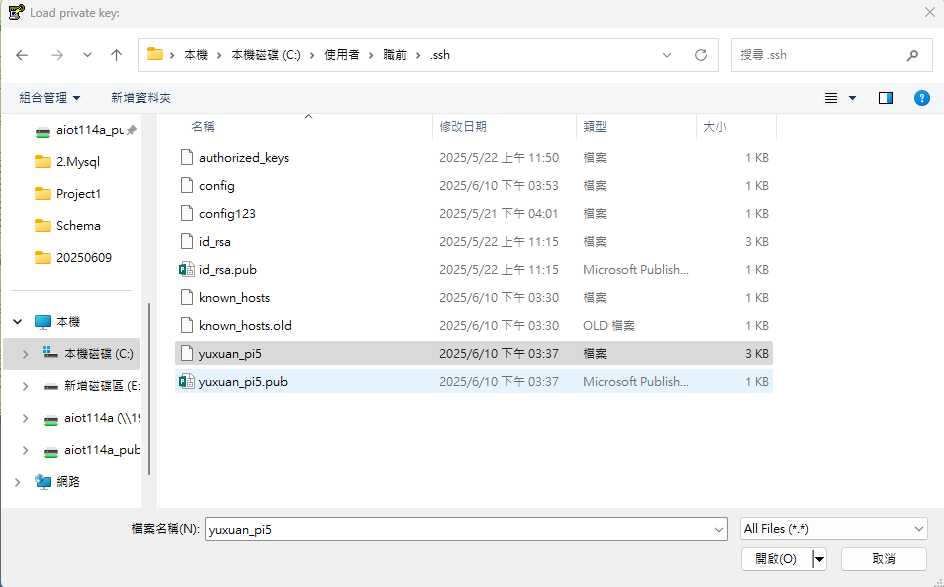 Load private key:
本機 本機磁碟 (C:) 使用者 職前 .ssh
搜尋 .ssh
組合管理 新增資料夾
名稱 修改日期 類型 大小
aiot114a_pu
2.Mysql
Project1
Schema
20250609
本機
本機磁碟 (C:)
新增磁碟區 (E:
aiot114a (\\19
aiot114a_pub
網路
authorized_keys 2025/5/22 上午 11:50 檔案 1 KB
config 2025/6/10 下午 03:53 檔案 1 KB
config123 2025/5/21 下午 04:01 檔案 1 KB
id_rsa 2025/5/22 上午 11:15 檔案 3 KB
id_rsa.pub 2025/5/22 上午 11:15 Microsoft Publish... 1 KB
known_hosts 2025/6/10 下午 03:30 檔案 1 KB
known_hosts.old 2025/6/10 下午 03:30 OLD 檔案 1 KB
yuxuan_pi5 2025/6/10 下午 03:37 檔案 3 KB
yuxuan_pi5.pub 2025/6/10 下午 03:37 Microsoft Publish... 1 KB
檔案名稱(N): yuxuan_pi5 All Files (*.*)
開啟(O) 取消